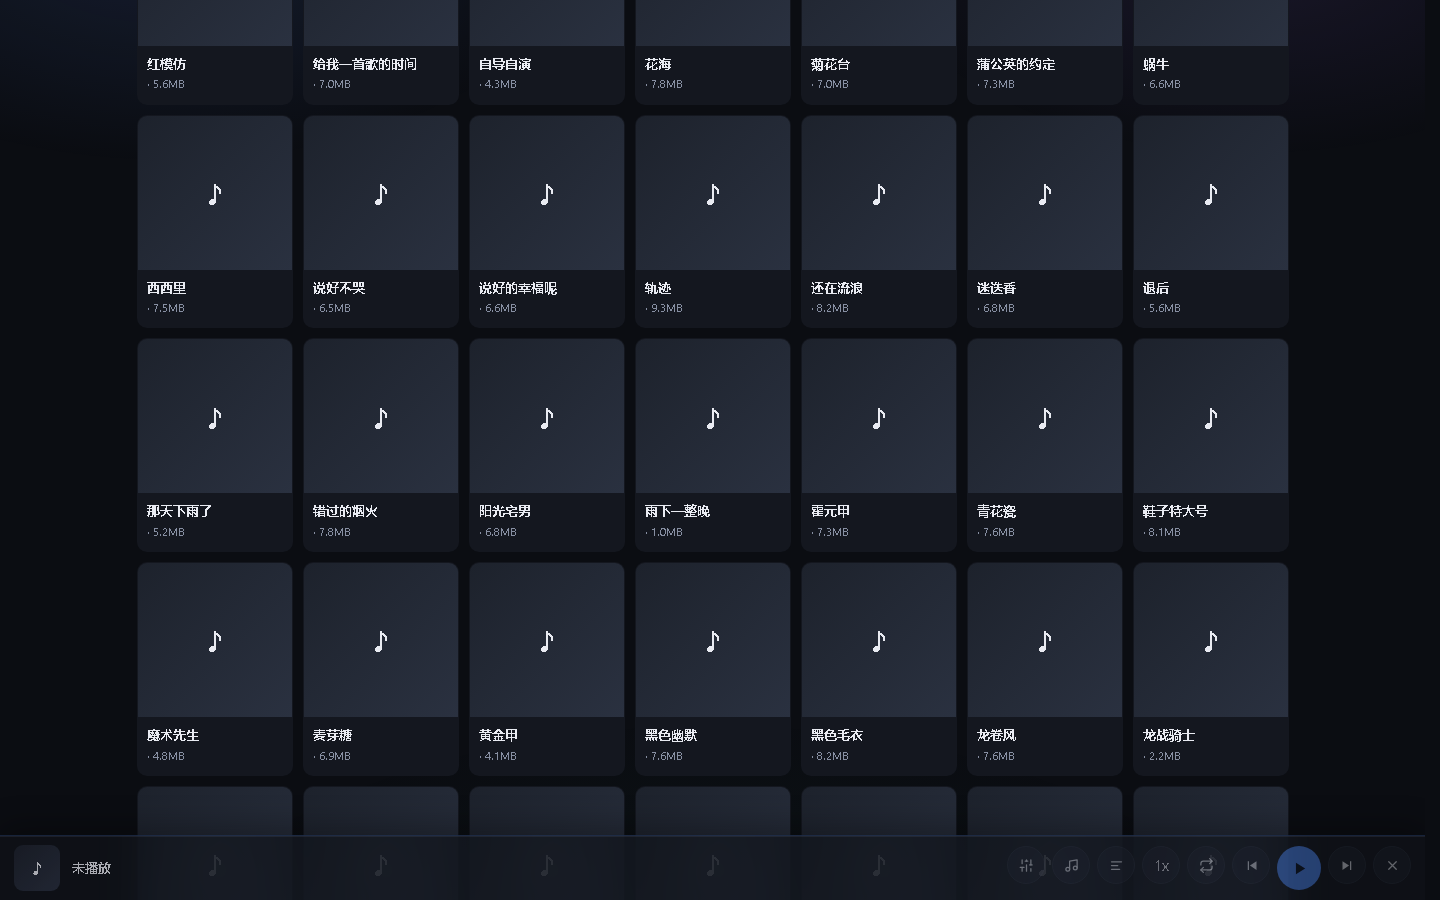 红模仿
· 5.6MB
给我一首歌的时间
· 7.0MB
自导自演
· 4.3MB
花海
· 7.8MB
菊花台
· 7.0MB
蒲公英的约定
· 7.3MB
蜗牛
· 6.6MB
西西里
· 7.5MB
说好不哭
· 6.5MB
说好的幸福呢
· 6.6MB
轨迹
· 9.3MB
还在流浪
· 8.2MB
迷迭香
· 6.8MB
退后
· 5.6MB
那天下雨了
· 5.2MB
错过的烟火
· 7.8MB
阳光宅男
· 6.8MB
雨下一整晚
· 1.0MB
霍元甲
· 7.3MB
青花瓷
· 7.6MB
鞋子特大号
· 8.1MB
魔术先生
· 4.8MB
麦芽糖
· 6.9MB
黄金甲
· 4.1MB
黑色幽默
· 7.6MB
黑色毛衣
· 8.2MB
龙卷风
· 7.6MB
龙战骑士
· 2.2MB
未播放
1x